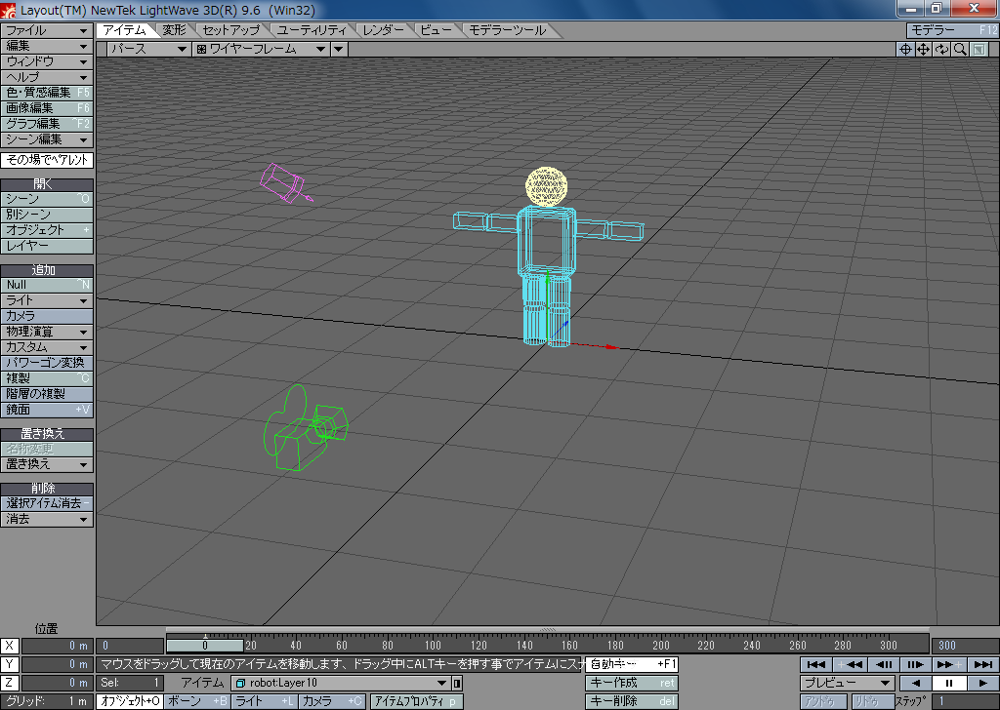 Layout(TM) NewTek LightWave 3D(R) 9.6 (Win32)
ファイル
アイテム 変形 セットアップ ユーティリティ レンダー ビュー モデラーツール
モデラー F12
編集
パース ワイヤーフレーム
ウィンドウ
ヘルプ
色・質感編集 F5
画像編集 F6
グラフ編集 ^F2
シーン編集
その場でペアレント
開く
シーン ^O
別シーン
オブジェクト +
レイヤー
追加
Null ^N
ライト
カメラ
物理演算
カスタム
パワーゴン変換
複製 ^C
階層の複製
鏡面 +V
置き換え
名称変更
置き換え
削除
選択アイテム消去 -
消去
位置
X 0 m
0 0 20 40 60 80 100 120 140 160 180 200 220 240 260 280 300 300
Y 0 m
マウスをドラッグして現在のアイテムを移動します、ドラッグ中にALTキーを押す事でアイテムにスナ
自動キー +F1
Z 0 m
Sel: 1
アイテム robot:Layer10
キー作成 ret
プレビュー
グリッド: 1 m
オブジェクト+O ボーン +B ライト +L カメラ +C アイテムプロパティ p
キー削除 del
アンドゥ リドゥ ステップ